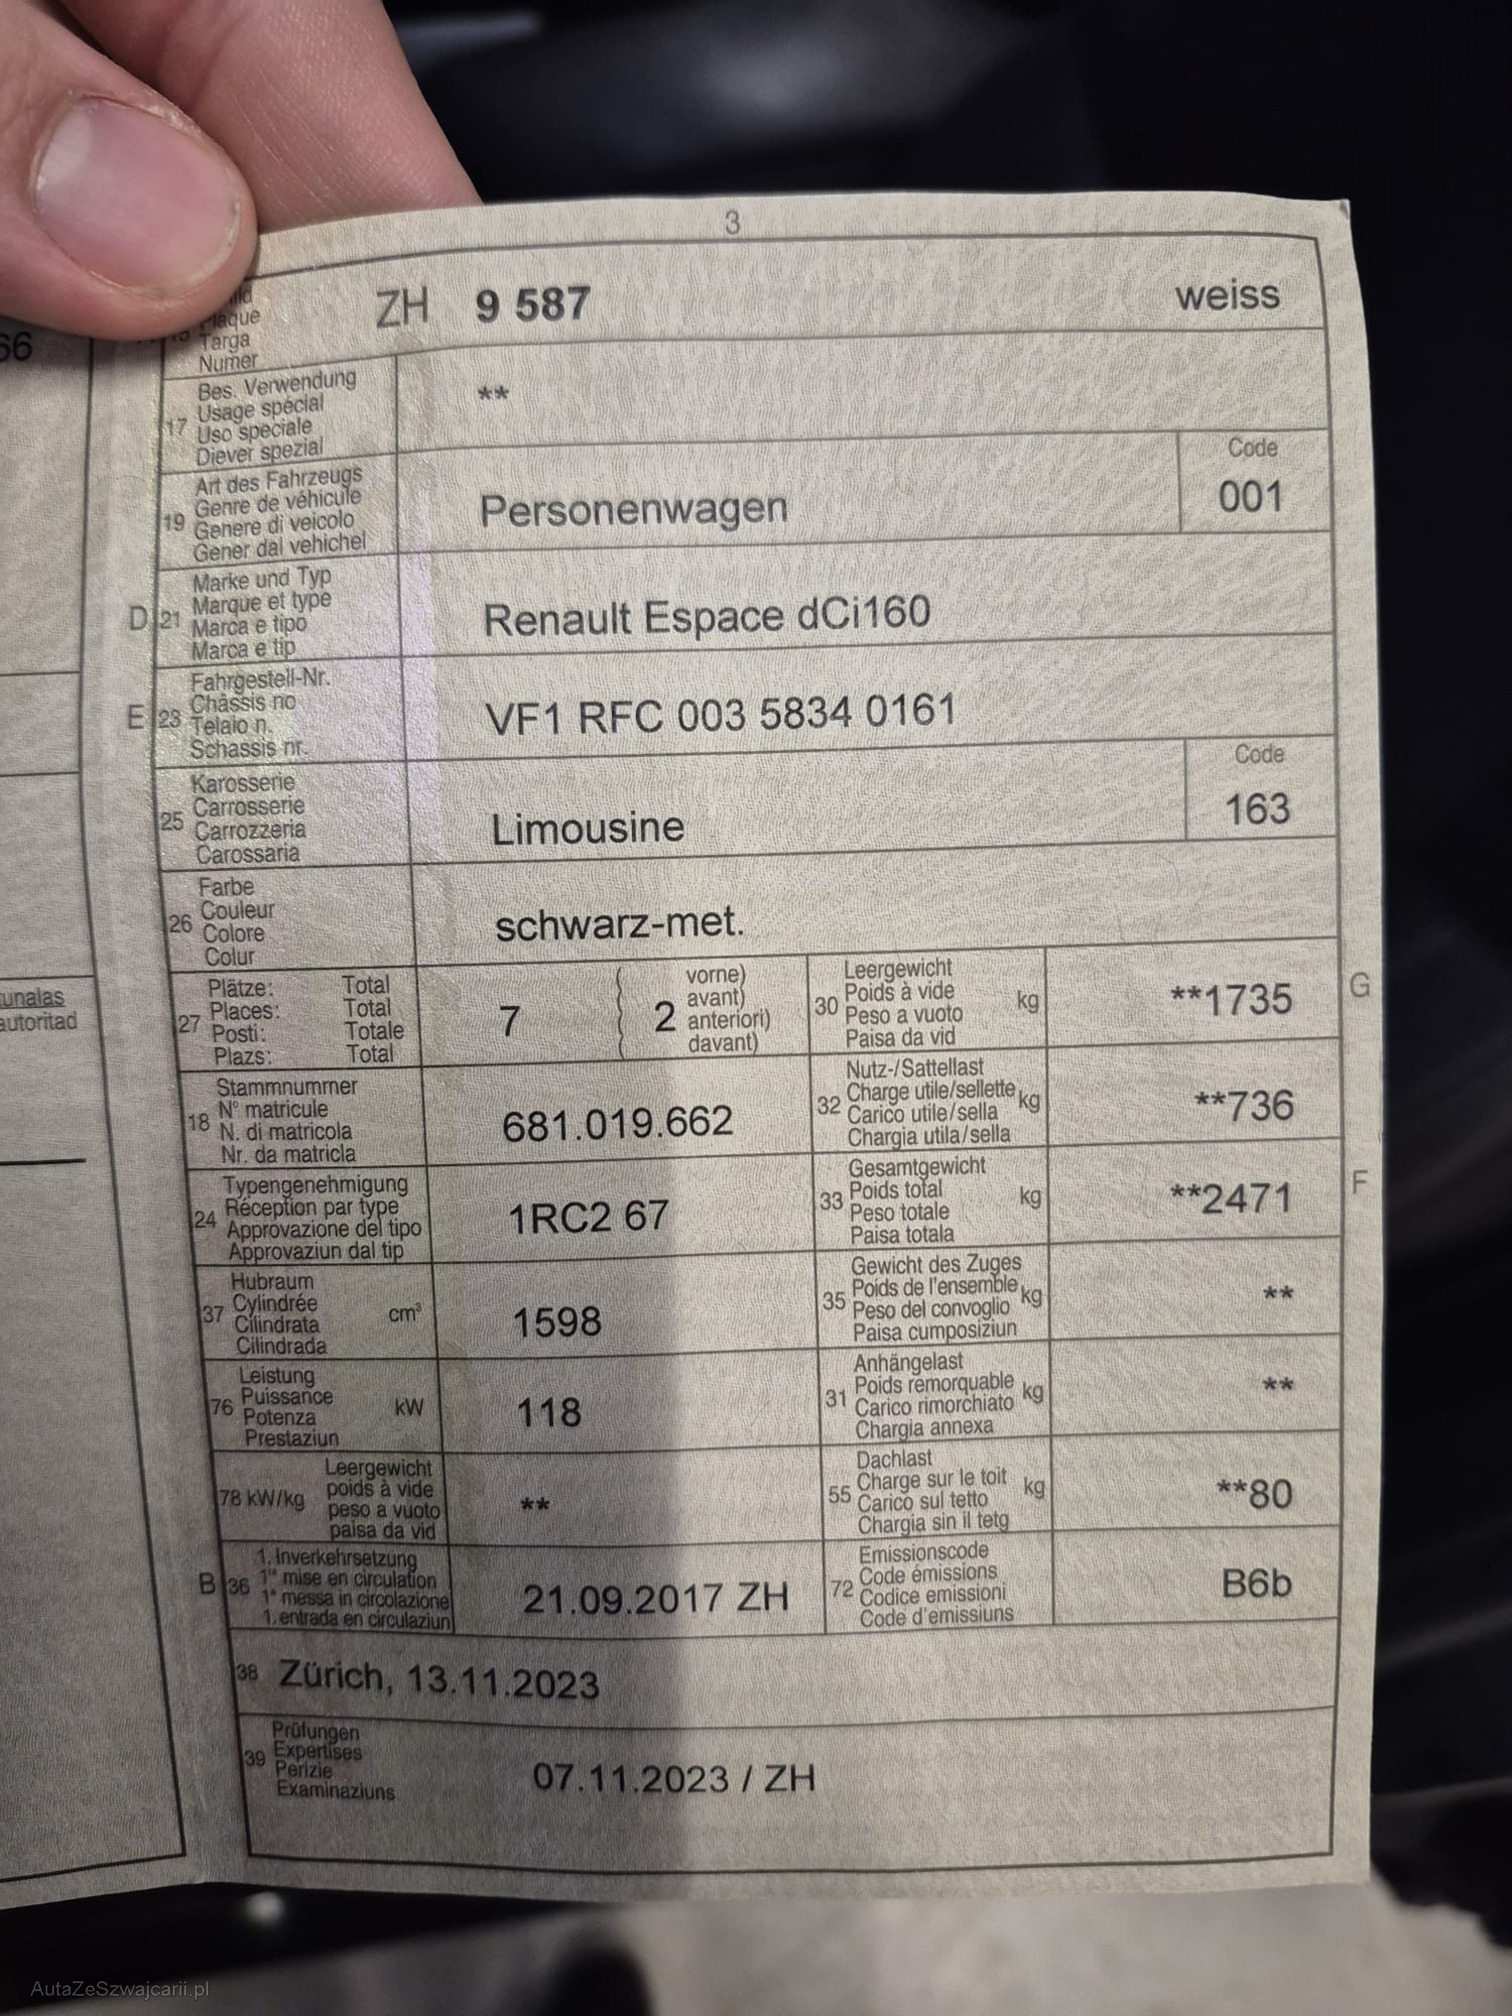 3
ZH 9 587 weiss
Plaque
15 Targa
Numer
66
17 Bes. Verwendung
Usage spécial
Uso speciale
Diever spezial
**
19 Art des Fahrzeugs
Genre de véhicule
Genere di veicolo
Gener dal vehichel
Personenwagen
Code
001
D 21 Marke und Typ
Marque et type
Marca e tipo
Marca e tip
Renault Espace dCi160
E 23 Fahrgestell-Nr.
Châssis no
Telaio n.
Schassis nr.
VF1 RFC 003 5834 0161
25 Karosserie
Carrosserie
Carrozzeria
Carossaria
Limousine
Code
163
26 Farbe
Couleur
Colore
Colur
schwarz-met.
27 Plätze: Total
Places: Total
Posti: Totale
Plazs: Total
7
2
vorne)
avant)
anteriori)
davant)
30 Leergewicht
Poids à vide kg
Peso a vuoto
Paisa da vid
**1735
G
unalas
autoritad
18 Stammnummer
N° matricule
N. di matricola
Nr. da matricla
681.019.662
32 Nutz-/Sattellast
Charge utile/sellette kg
Carico utile/sella
Chargia utila/sella
**736
24 Typengenehmigung
Réception par type
Approvazione del tipo
Approvaziun dal tip
1RC2 67
33 Gesamtgewicht
Poids total kg
Peso totale
Paisa totala
**2471
F
37 Hubraum
Cylindrée cm³
Cilindrata
Cilindrada
1598
35 Gewicht des Zuges
Poids de l'ensemble kg
Peso del convoglio
Paisa cumposiziun
**
76 Leistung
Puissance kW
Potenza
Prestaziun
118
31 Anhängelast
Poids remorquable kg
Carico rimorchiato
Chargia annexa
**
78 kW/kg Leergewicht
poids à vide
peso a vuoto
paisa da vid
**
55 Dachlast
Charge sur le toit kg
Carico sul tetto
Chargia sin il tetg
**80
B 36 1. Inverkehrsetzung
1re mise en circulation
1a messa in circolazione
1. entrada en circulaziun
21.09.2017 ZH
72 Emissionscode
Code émissions
Codice emissioni
Code d'emissiuns
B6b
38 Zürich, 13.11.2023
39 Prüfungen
Expertises
Perizie
Examinaziuns
07.11.2023 / ZH
AutaZeSzwajcarii.pl